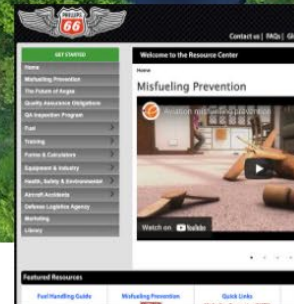 PHILLIPS
66
Contact us | FAQs | Gl
GET STARTED
Home
Misfueling Prevention
The Future of Avgas
Quality Assurance Obligations
QA Inspection Program
Fuel
Training
Forms & Calculators
Equipment & Industry
Health, Safety & Environmental
Aircraft Accidents
Defense Logistics Agency
Marketing
Library
Welcome to the Resource Center
Home
Misfueling Prevention
Aviation misfueling prevention
Watch on YouTube
Featured Resources
Fuel Handling Guide
Misfueling Prevention
Quick Links